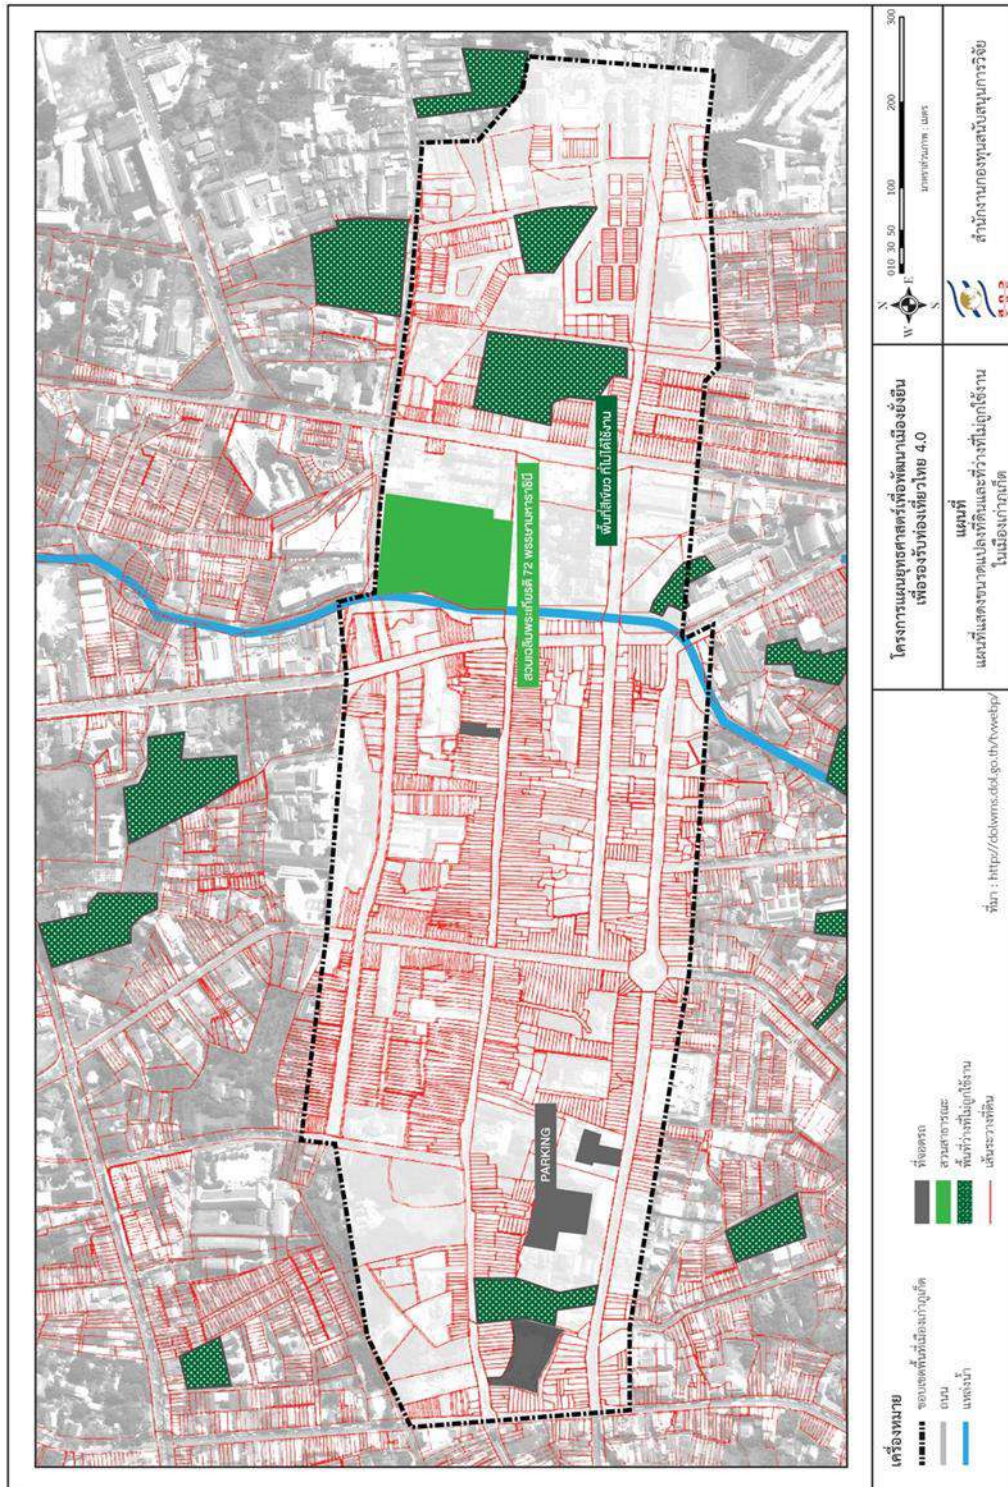 สวนเฉลิมพระเกียรติ 72 พรรษามหาราชินี
พื้นที่สีเขียว ที่ไม่ได้ใช้งาน
PARKING
เครื่องหมาย
ขอบเขตพื้นที่เมืองเก่าภูเก็ต
ถนน
แหล่งน้ำ
ที่จอดรถ
สวนสาธารณะ
พื้นที่ว่างที่ไม่ถูกใช้งาน
เส้นระวางที่ดิน
ที่มา : http://dolwms.dol.go.th/tvwebp/
โครงการแผนยุทธศาสตร์เพื่อพัฒนาเมืองยั่งยืน
เพื่อรองรับท่องเที่ยวไทย 4.0
แผนที่
แผนที่แสดงขนาดแปลงที่ดินและที่ว่างที่ไม่ถูกใช้งาน
ในเมืองเก่าภูเก็ต
N
W E
S
0 10 30 50 100 200 300
มาตราส่วนภาพ : เมตร
สกว
สำนักงานกองทุนสนับสนุนการวิจัย